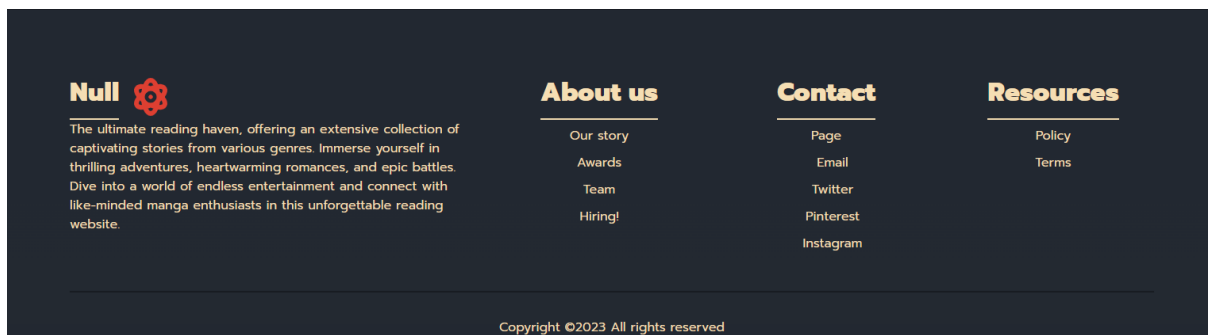 Null
The ultimate reading haven, offering an extensive collection of
captivating stories from various genres. Immerse yourself in
thrilling adventures, heartwarming romances, and epic battles.
Dive into a world of endless entertainment and connect with
like-minded manga enthusiasts in this unforgettable reading
website.
About us
Our story
Awards
Team
Hiring!
Contact
Page
Email
Twitter
Pinterest
Instagram
Resources
Policy
Terms
Copyright ©2023 All rights reserved